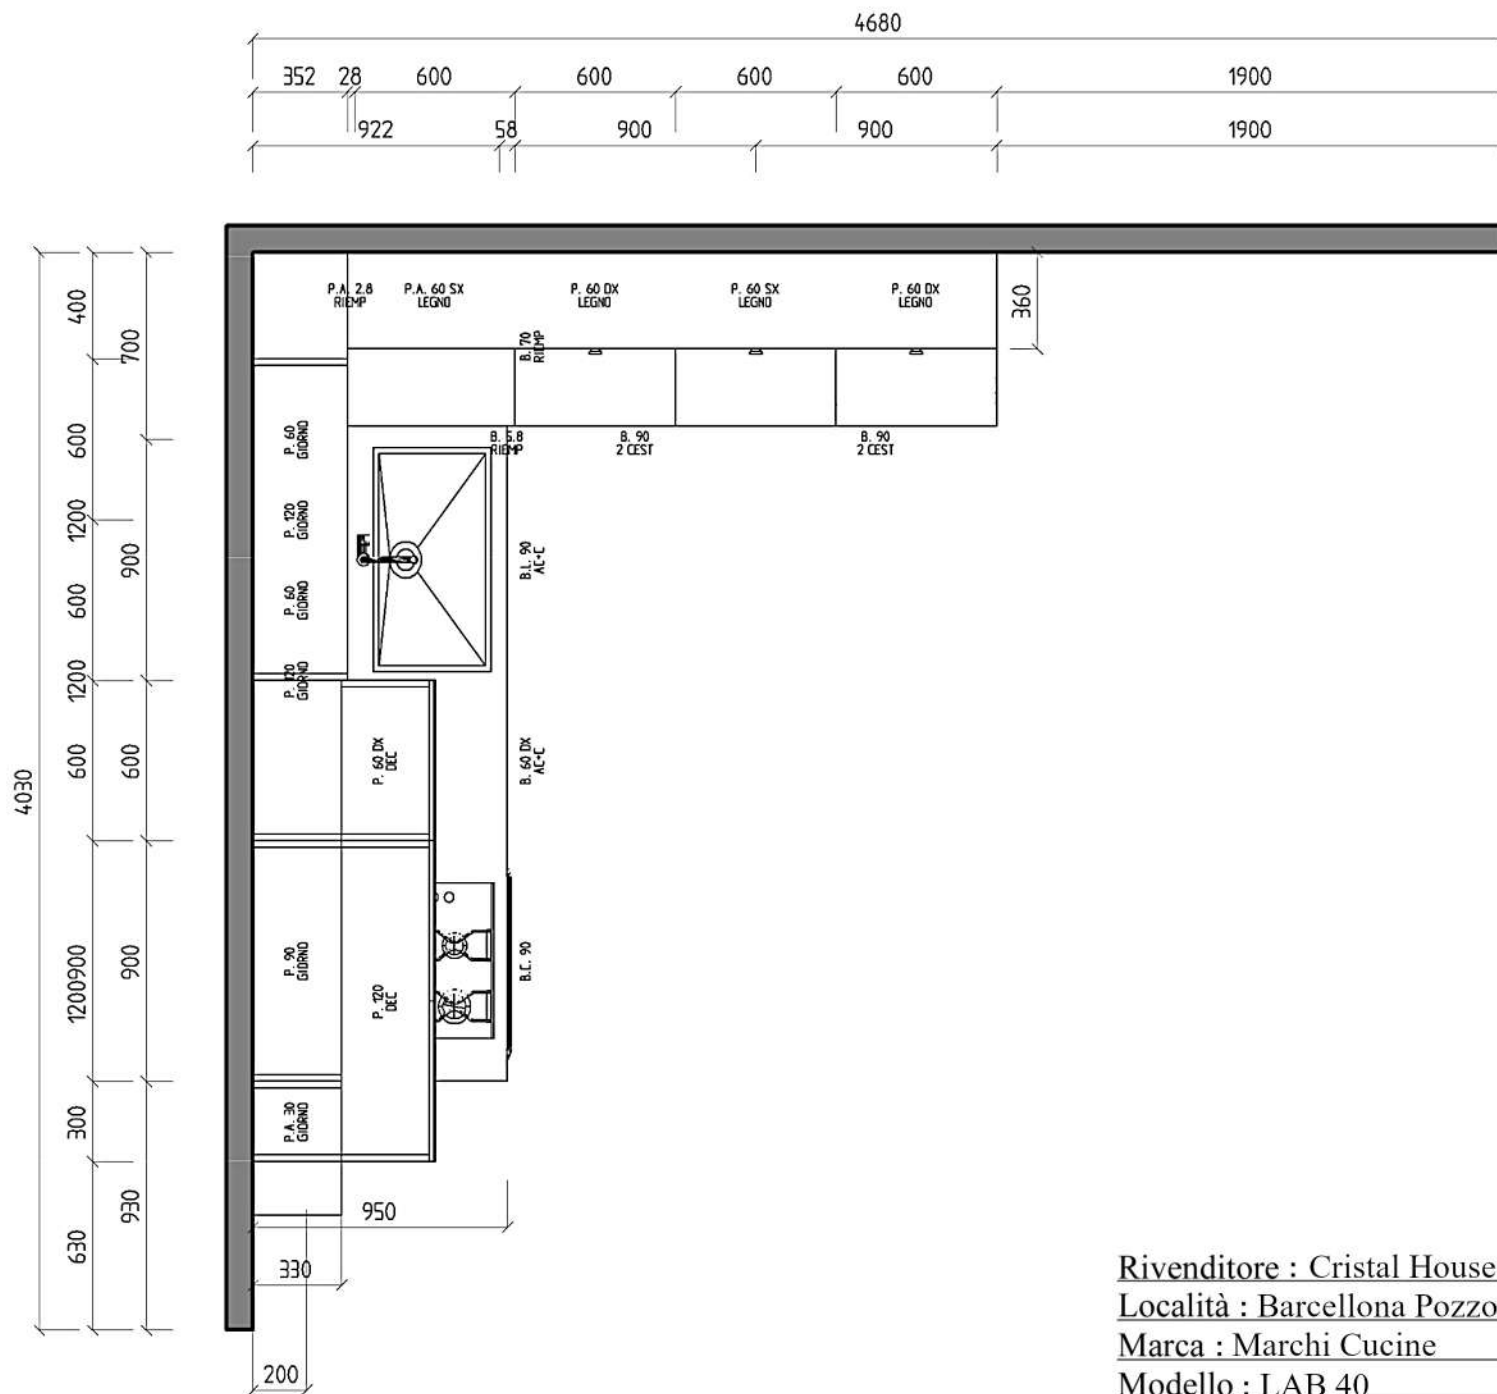 4680
352 28 600 600 600 600 1900
922 58 900 900 1900
P.A. 2.8
RIEMP
P.A. 60 SX
LEGNO
P. 60 DX
LEGNO
P. 60 SX
LEGNO
P. 60 DX
LEGNO
360
B. 70
RIEMP
B. 5.8
RIEMP
B. 90
2 CEST
B. 90
2 CEST
400
600
1200
600
1200
600
1200900
300
630
700
900
600
900
930
4030
P. 60
GIORNO
P. 120
GIORNO
P. 60
GIORNO
P. 120
GIORNO
B.L. 90
AC+C
P. 60 DX
DEC
B. 60 DX
AC+C
P. 90
GIORNO
P. 120
DEC
B.C. 90
P.A. 30
GIORNO
950
330
200
Rivenditore : Cristal House
Località : Barcellona Pozzo
Marca : Marchi Cucine
Modello : LAB 40